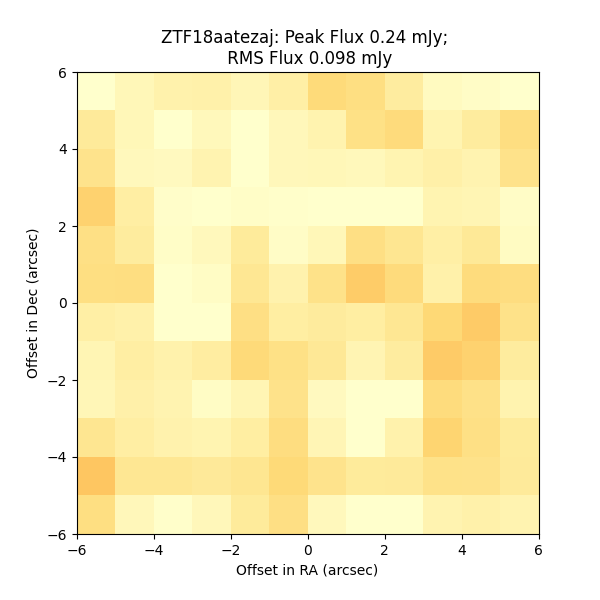 ZTF18aatezaj: Peak Flux 0.24 mJy;
RMS Flux 0.098 mJy
6
4
2
0
−2
−4
−6
Offset in Dec (arcsec)
−6 −4 −2 0 2 4 6
Offset in RA (arcsec)